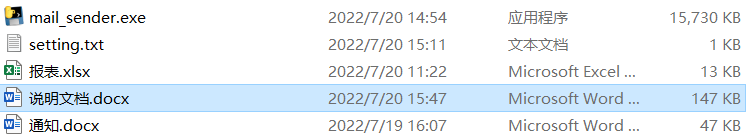 mail_sender.exe 2022/7/20 14:54 应用程序 15,730 KB
setting.txt 2022/7/20 15:11 文本文档 1 KB
报表.xlsx 2022/7/20 11:22 Microsoft Excel ... 13 KB
说明文档.docx 2022/7/20 15:47 Microsoft Word ... 147 KB
通知.docx 2022/7/19 16:07 Microsoft Word ... 47 KB